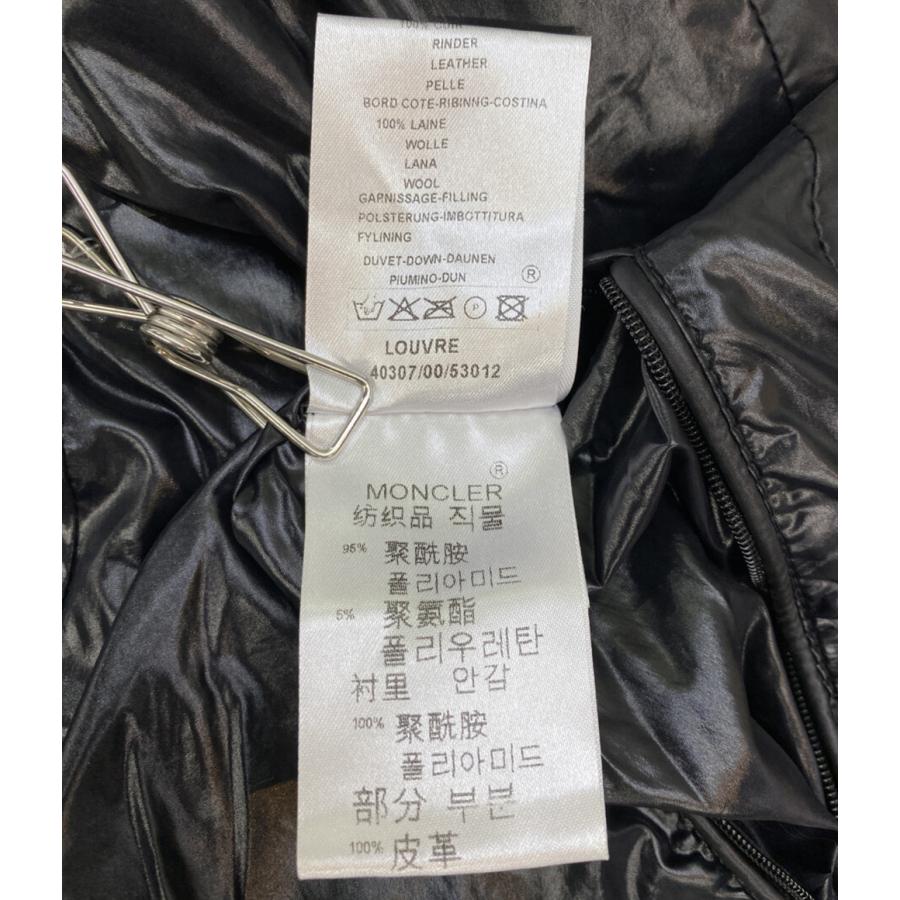 100% CUIR
RINDER
LEATHER
PELLE
BORD COTE-RIBINNG-COSTINA
100% LAINE
WOLLE
LANA
WOOL
GARNISSAGE-FILLING
POLSTERUNG-IMBOTTITURA
FYLINING
DUVET-DOWN-DAUNEN
PIUMINO-DUN ®
P
LOUVRE
40307/00/53012
MONCLER ®
纺织品 직물
95% 聚酰胺
폴리아미드
5% 聚氨酯
폴리우레탄
衬里 안감
100% 聚酰胺
폴리아미드
部分 부분
100% 皮革